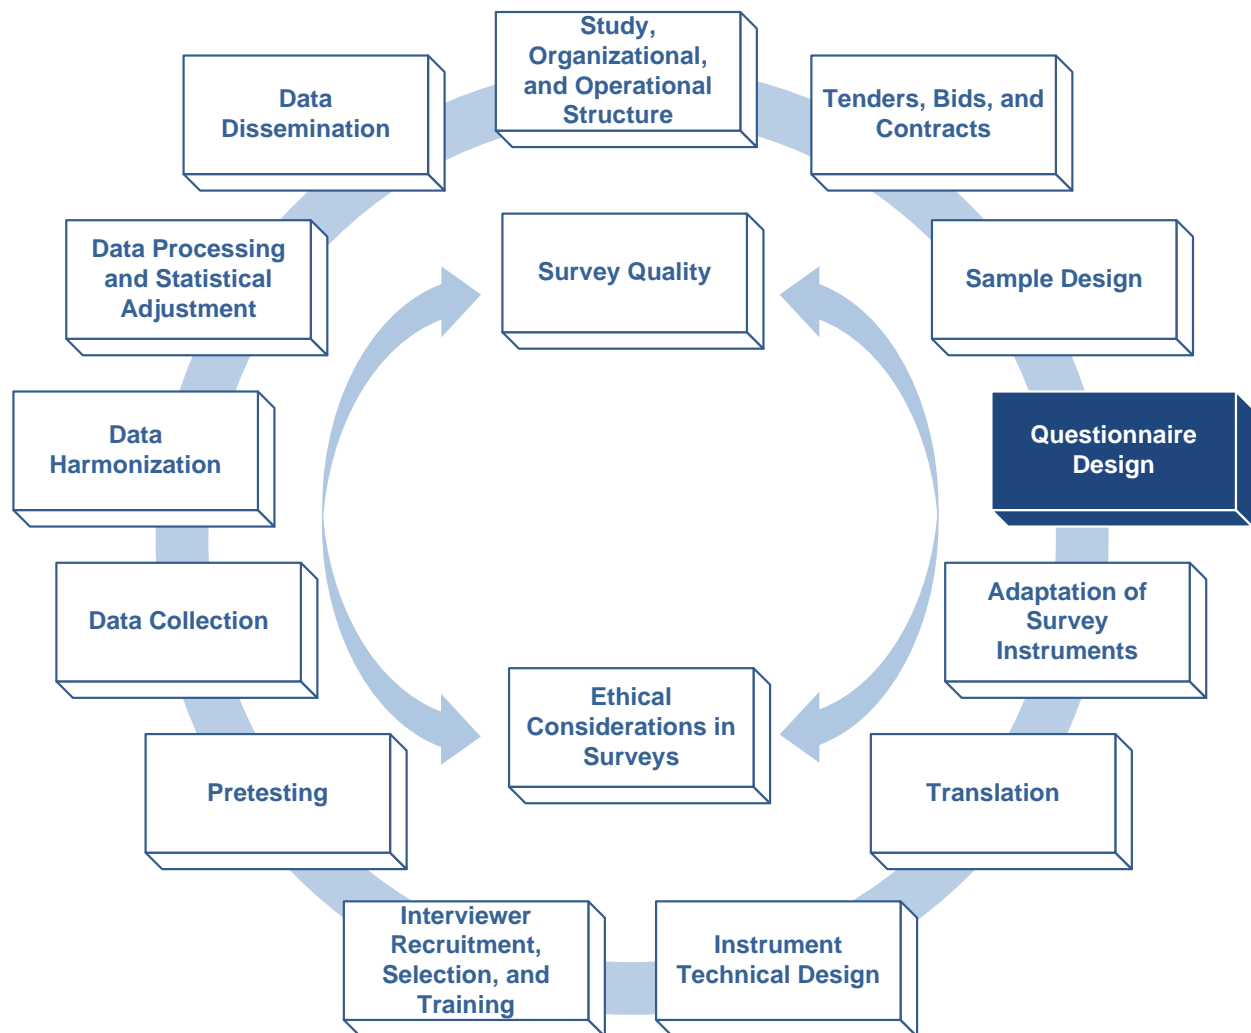 Study,
Organizational,
and Operational
Structure
Tenders, Bids, and
Contracts
Sample Design
Questionnaire
Design
Adaptation of
Survey
Instruments
Translation
Instrument
Technical Design
Interviewer
Recruitment,
Selection, and
Training
Pretesting
Data Collection
Data
Harmonization
Data Processing
and Statistical
Adjustment
Data
Dissemination
Survey Quality
Ethical
Considerations in
Surveys